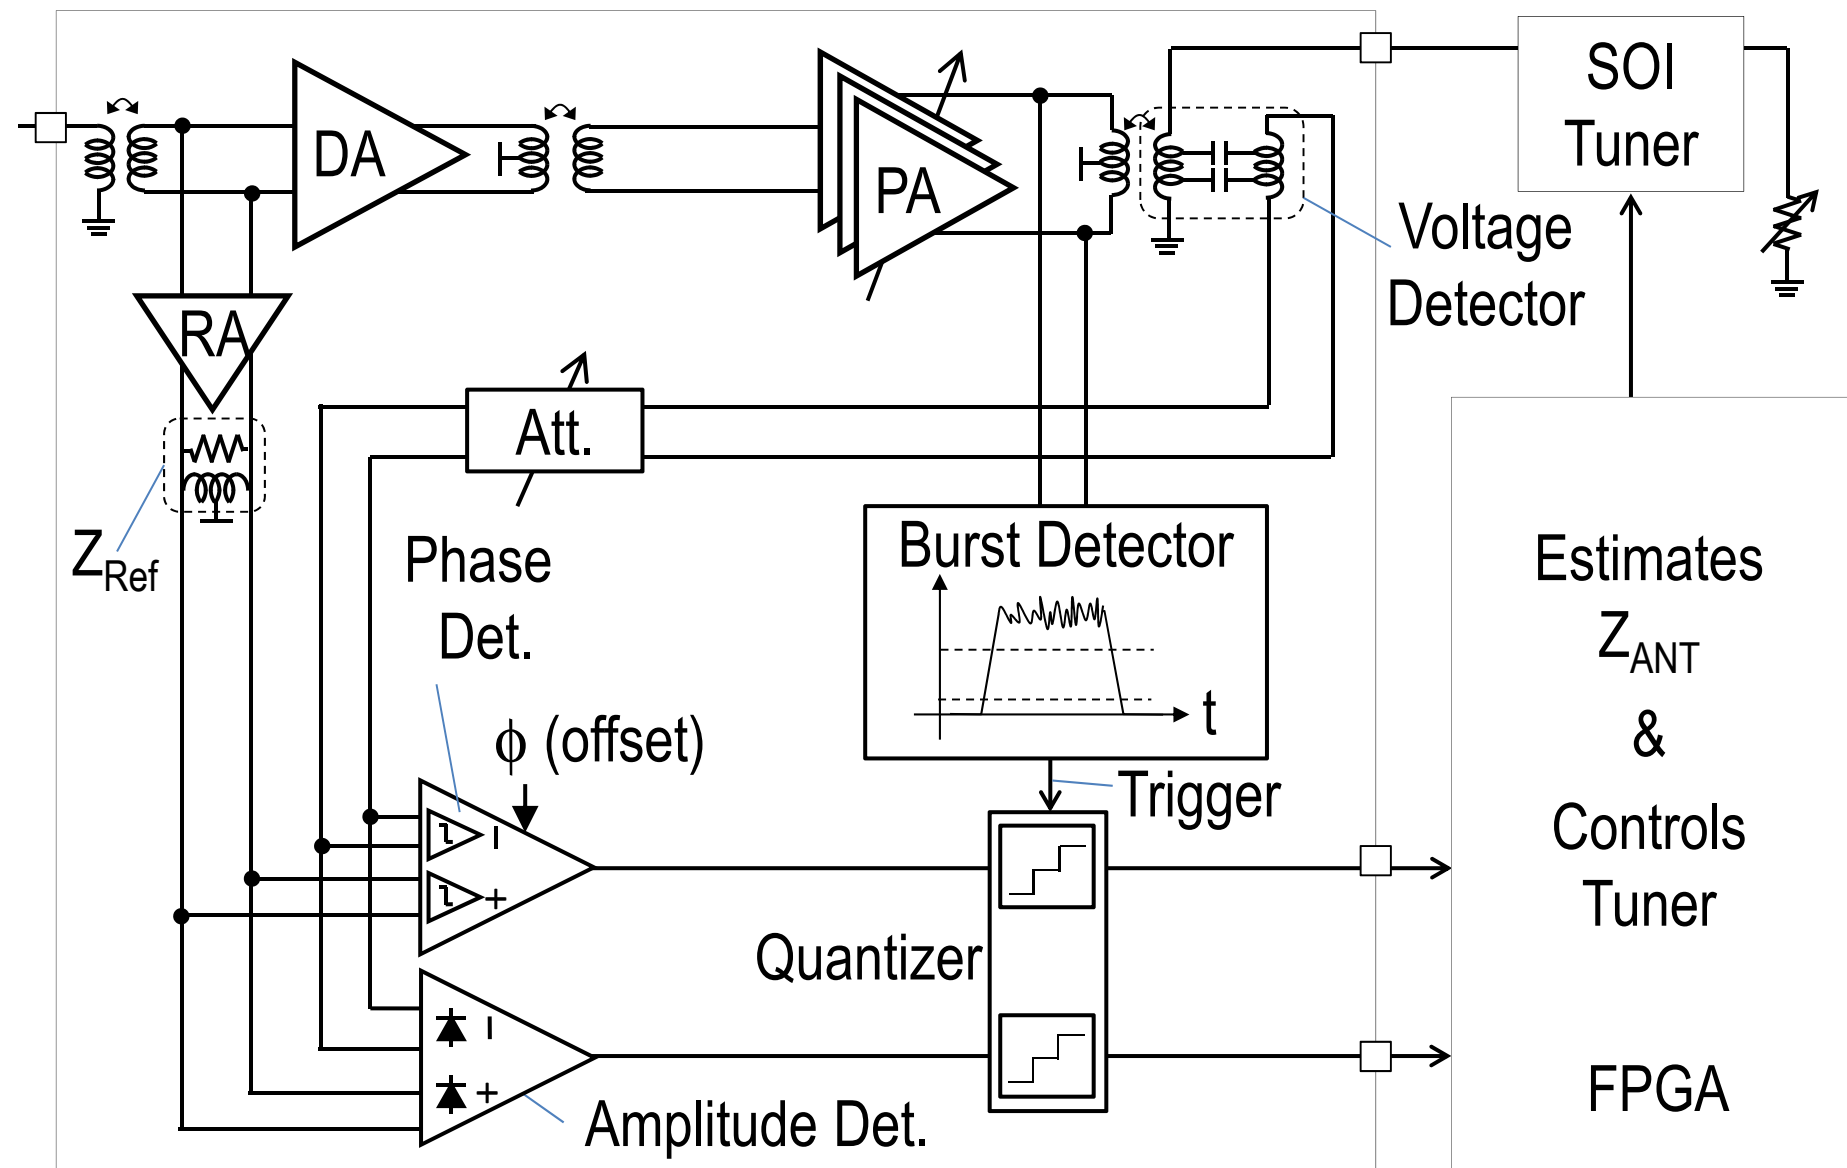 SOI
Tuner
DA
PA
Voltage
Detector
RA
Att.
Z_Ref
Phase
Det.
Burst Detector
t
ϕ (offset)
Trigger
Estimates
Z_ANT
&
Controls
Tuner
FPGA
Quantizer
Amplitude Det.
+
+